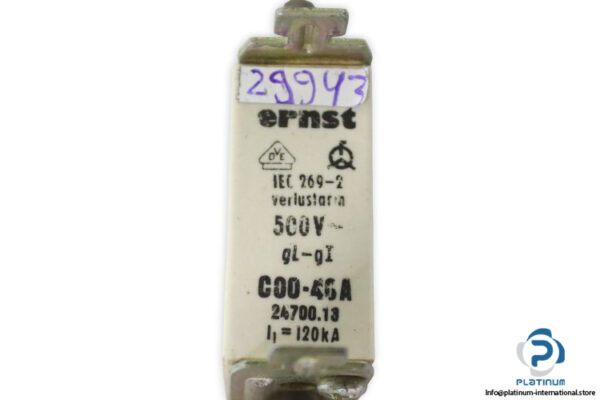 29943
ernst
DVE
IEC 269-2
verlustarm
500V~
gL-gI
C00-40A
24700.13
I₁=120kA
PLATINUM
Info@platinum-international.store